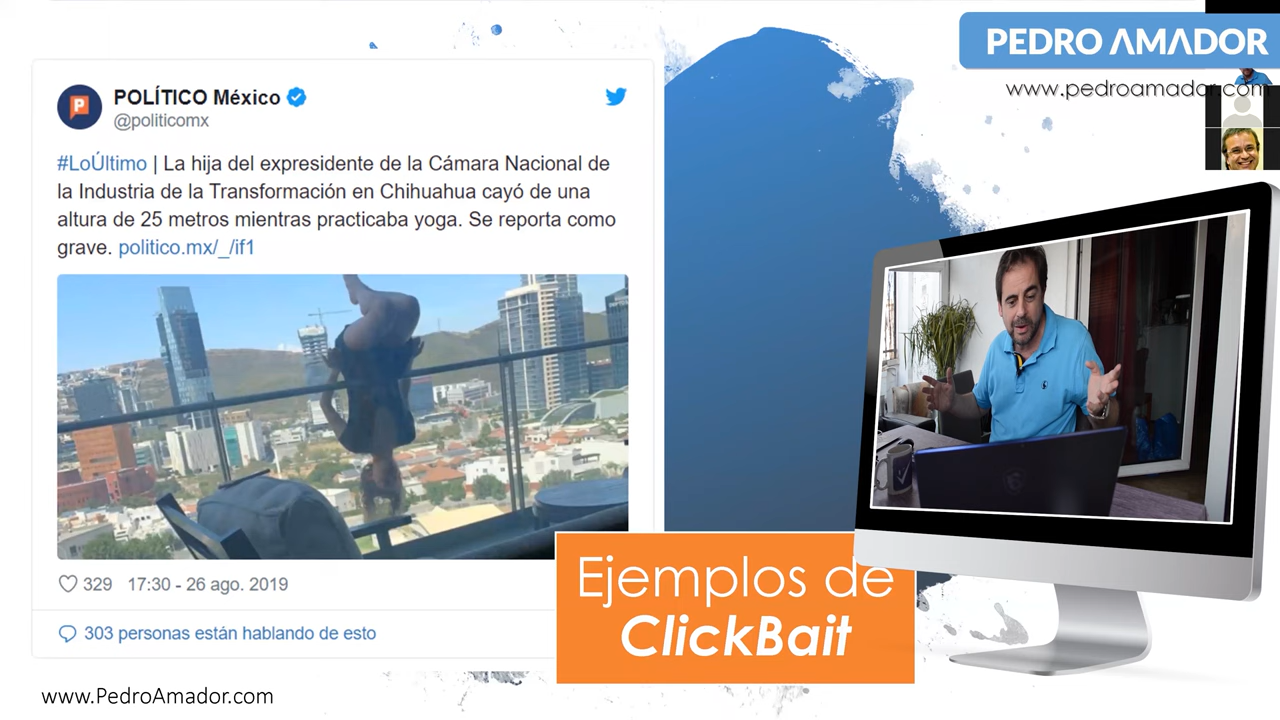 PEDRO AMADOR
www.pedroamador.com
POLÍTICO México
@politicomx
#LoÚltimo | La hija del expresidente de la Cámara Nacional de
la Industria de la Transformación en Chihuahua cayó de una
altura de 25 metros mientras practicaba yoga. Se reporta como
grave. politico.mx/_/if1
329 17:30 - 26 ago. 2019
303 personas están hablando de esto
Ejemplos de
ClickBait
www.PedroAmador.com